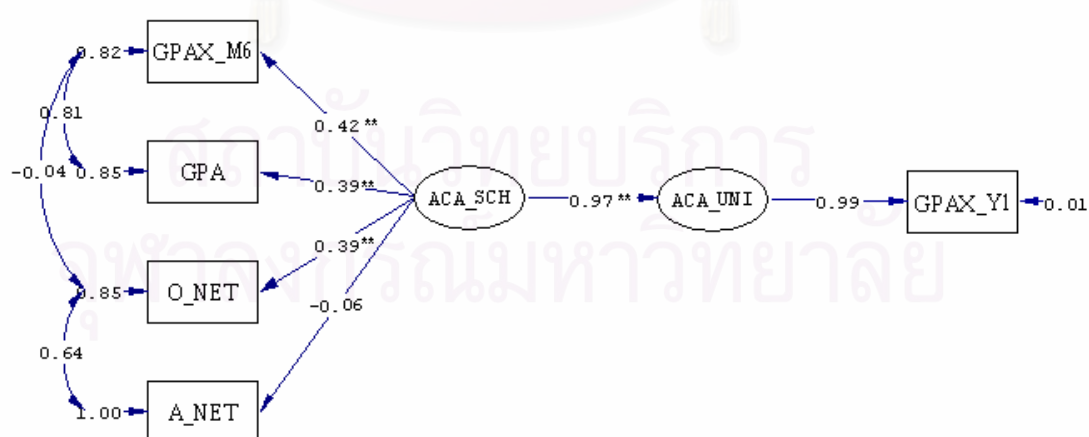 0.82 GPAX_M6
0.81
0.42**
สถาบันวิทยบริการ
-0.04 0.85 GPA
0.39** ACA_SCH 0.97** ACA_UNI 0.99 GPAX_Y1 0.01
0.39**
จุฬาลงกรณ์มหาวิทยาลัย
0.85 O_NET
-0.06
0.64
1.00 A_NET